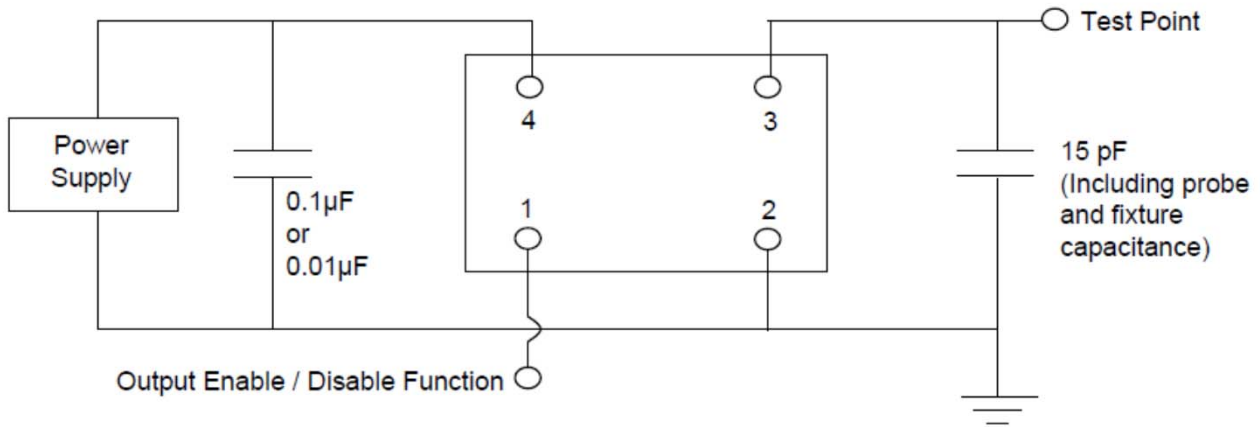 Test Point
4
3
Power
Supply
15 pF
(Including probe
and fixture
capacitance)
0.1µF
or
0.01µF
1
2
Output Enable / Disable Function